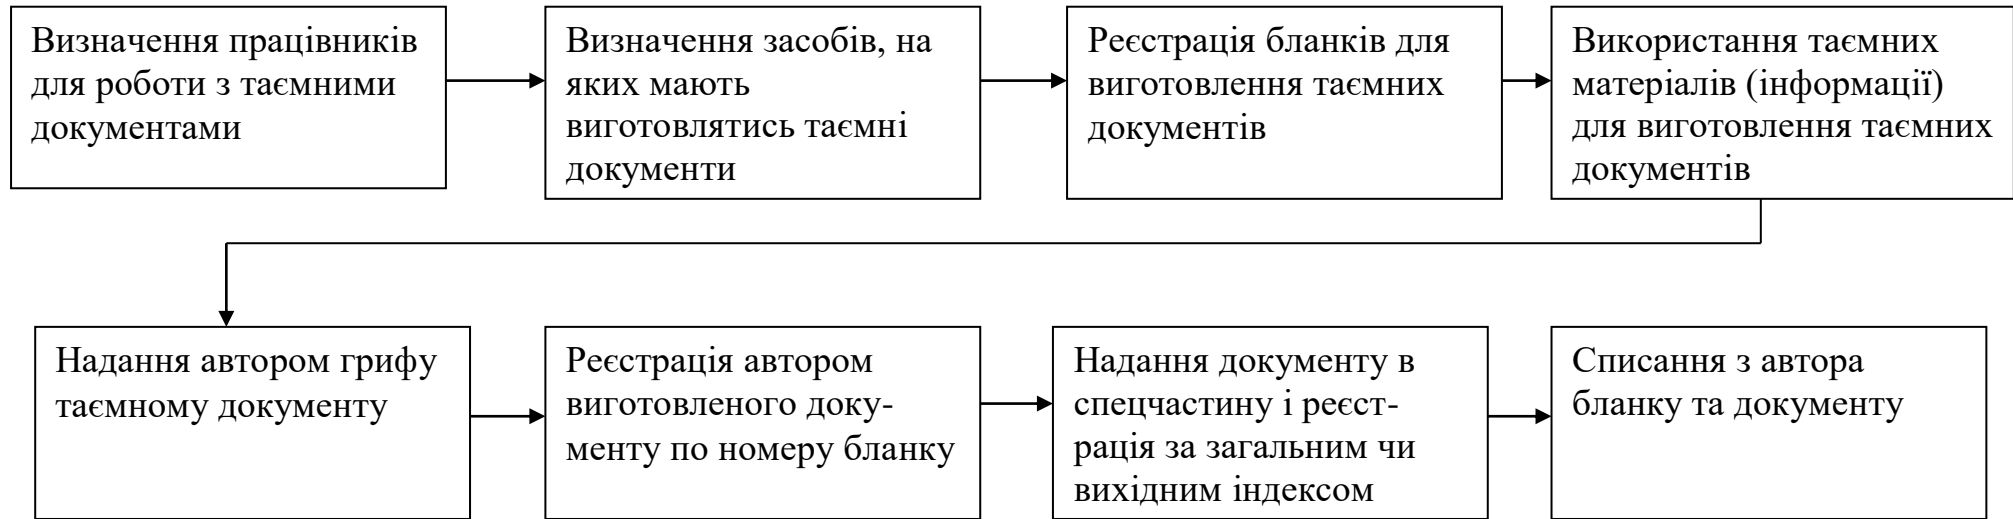 Визначення працівників
для роботи з таємними
документами
Визначення засобів, на
яких мають
виготовлятись таємні
документи
Реєстрація бланків для
виготовлення таємних
документів
Використання таємних
матеріалів (інформації)
для виготовлення таємних
документів
Надання автором грифу
таємному документу
Реєстрація автором
виготовленого доку-
менту по номеру бланку
Надання документу в
спецчастину і реєст-
рація за загальним чи
вихідним індексом
Списання з автора
бланку та документу